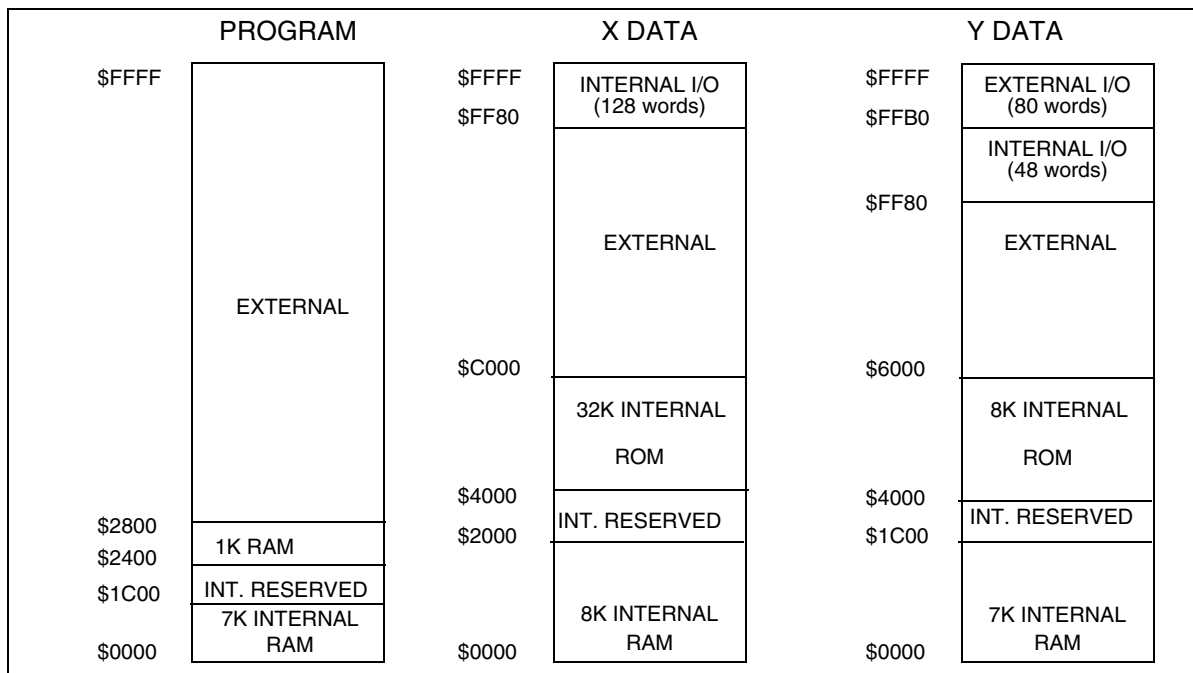 PROGRAM
$FFFF
EXTERNAL
$2800
1K RAM
$2400
INT. RESERVED
$1C00
7K INTERNAL
RAM
$0000
X DATA
$FFFF
INTERNAL I/O
(128 words)
$FF80
EXTERNAL
$C000
32K INTERNAL
ROM
$4000
INT. RESERVED
$2000
8K INTERNAL
RAM
$0000
Y DATA
$FFFF
EXTERNAL I/O
(80 words)
$FFB0
INTERNAL I/O
(48 words)
$FF80
EXTERNAL
$6000
8K INTERNAL
ROM
$4000
INT. RESERVED
$1C00
7K INTERNAL
RAM
$0000